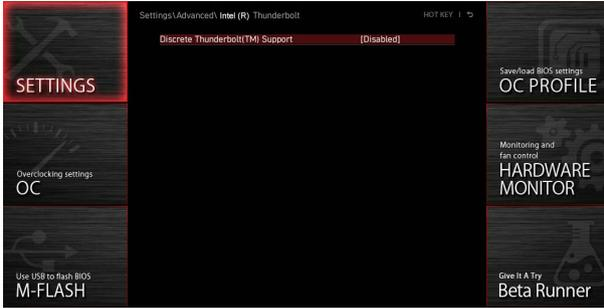 Settings\Advanced\ Intel (R) Thunderbolt
HOT KEY | ↶
Discrete Thunderbolt(TM) Support [Disabled]
SETTINGS
Overclocking settings
OC
Use USB to flash BIOS
M-FLASH
Save/load BIOS settings
OC PROFILE
Monitoring and
fan control
HARDWARE
MONITOR
Give It A Try
Beta Runner